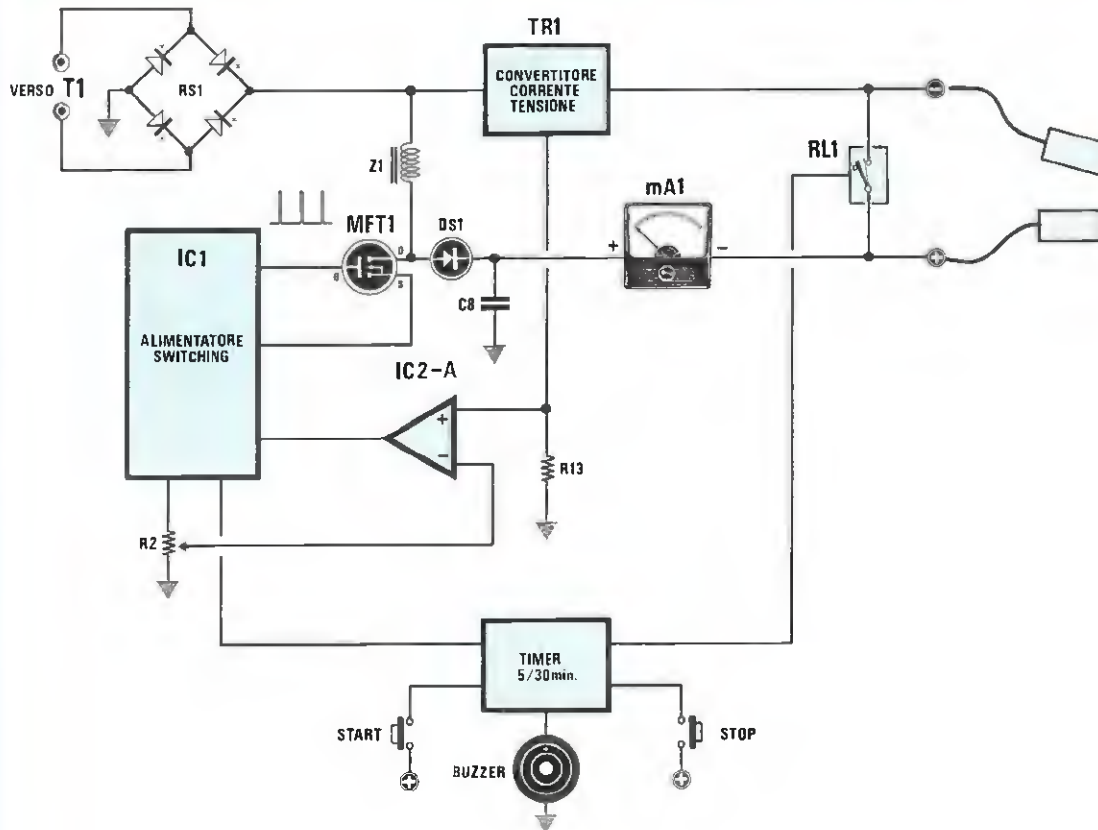 TR1
CONVERTITORE
CORRENTE
TENSIONE
VERSO T1
RS1
Z1
RL1
mA1
+
-
MFT1
DS1
G
D
S
IC1
ALIMENTATORE
SWITCHING
C8
IC2-A
+
-
R13
R2
TIMER
5/30min.
START
STOP
BUZZER